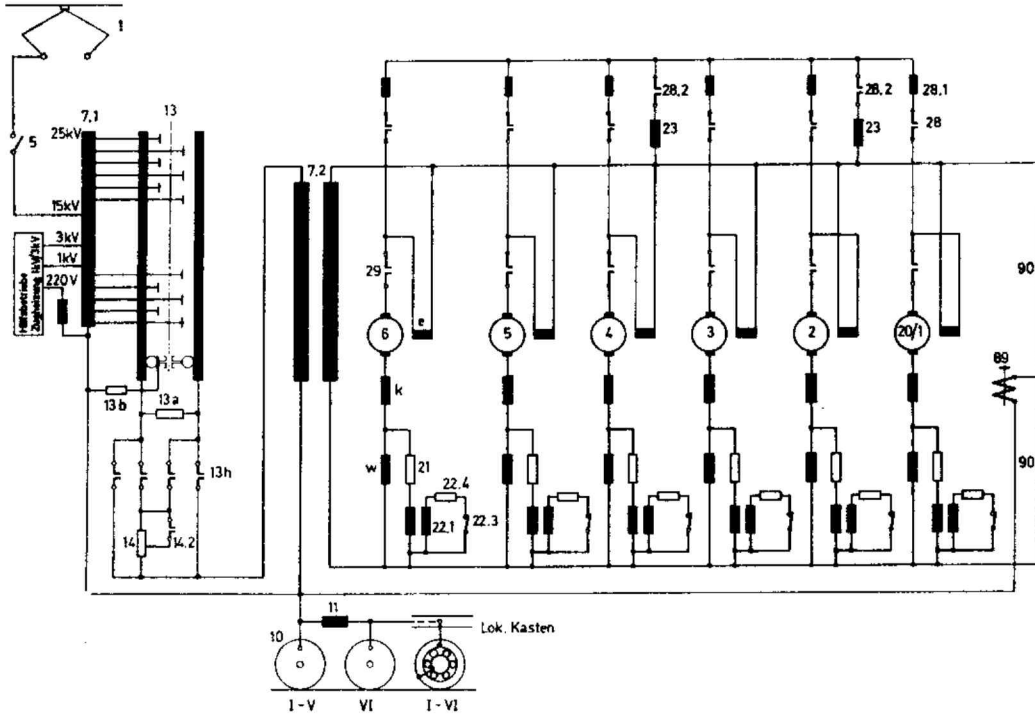 1
7,1
13
25kV
5
15kV
3kV
1kV
220V
Hilfsbetriebe
Zugheizung 1kV/3kV
13b
13a
13h
14
14.2
7,2
28,2
28,2
28,1
23
23
28
29
e
6
5
4
3
2
20/1
90
89
k
w
21
22.4
22.1
22.3
90
11
10
Lok. Kasten
I - V
VI
I - VI